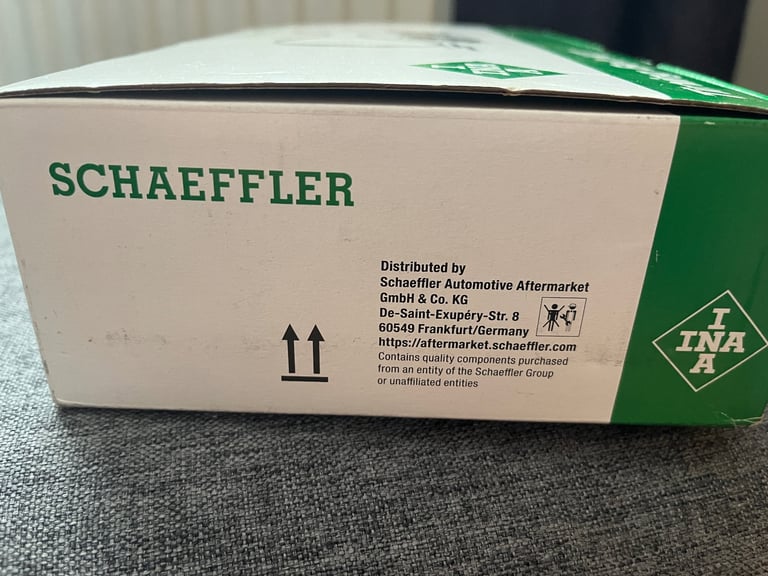 SCHAEFFLER
Distributed by
Schaeffler Automotive Aftermarket
GmbH & Co. KG
De-Saint-Exupéry-Str. 8
60549 Frankfurt/Germany
https://aftermarket.schaeffler.com
Contains quality components purchased
from an entity of the Schaeffler Group
or unaffiliated entities
I
INA
A